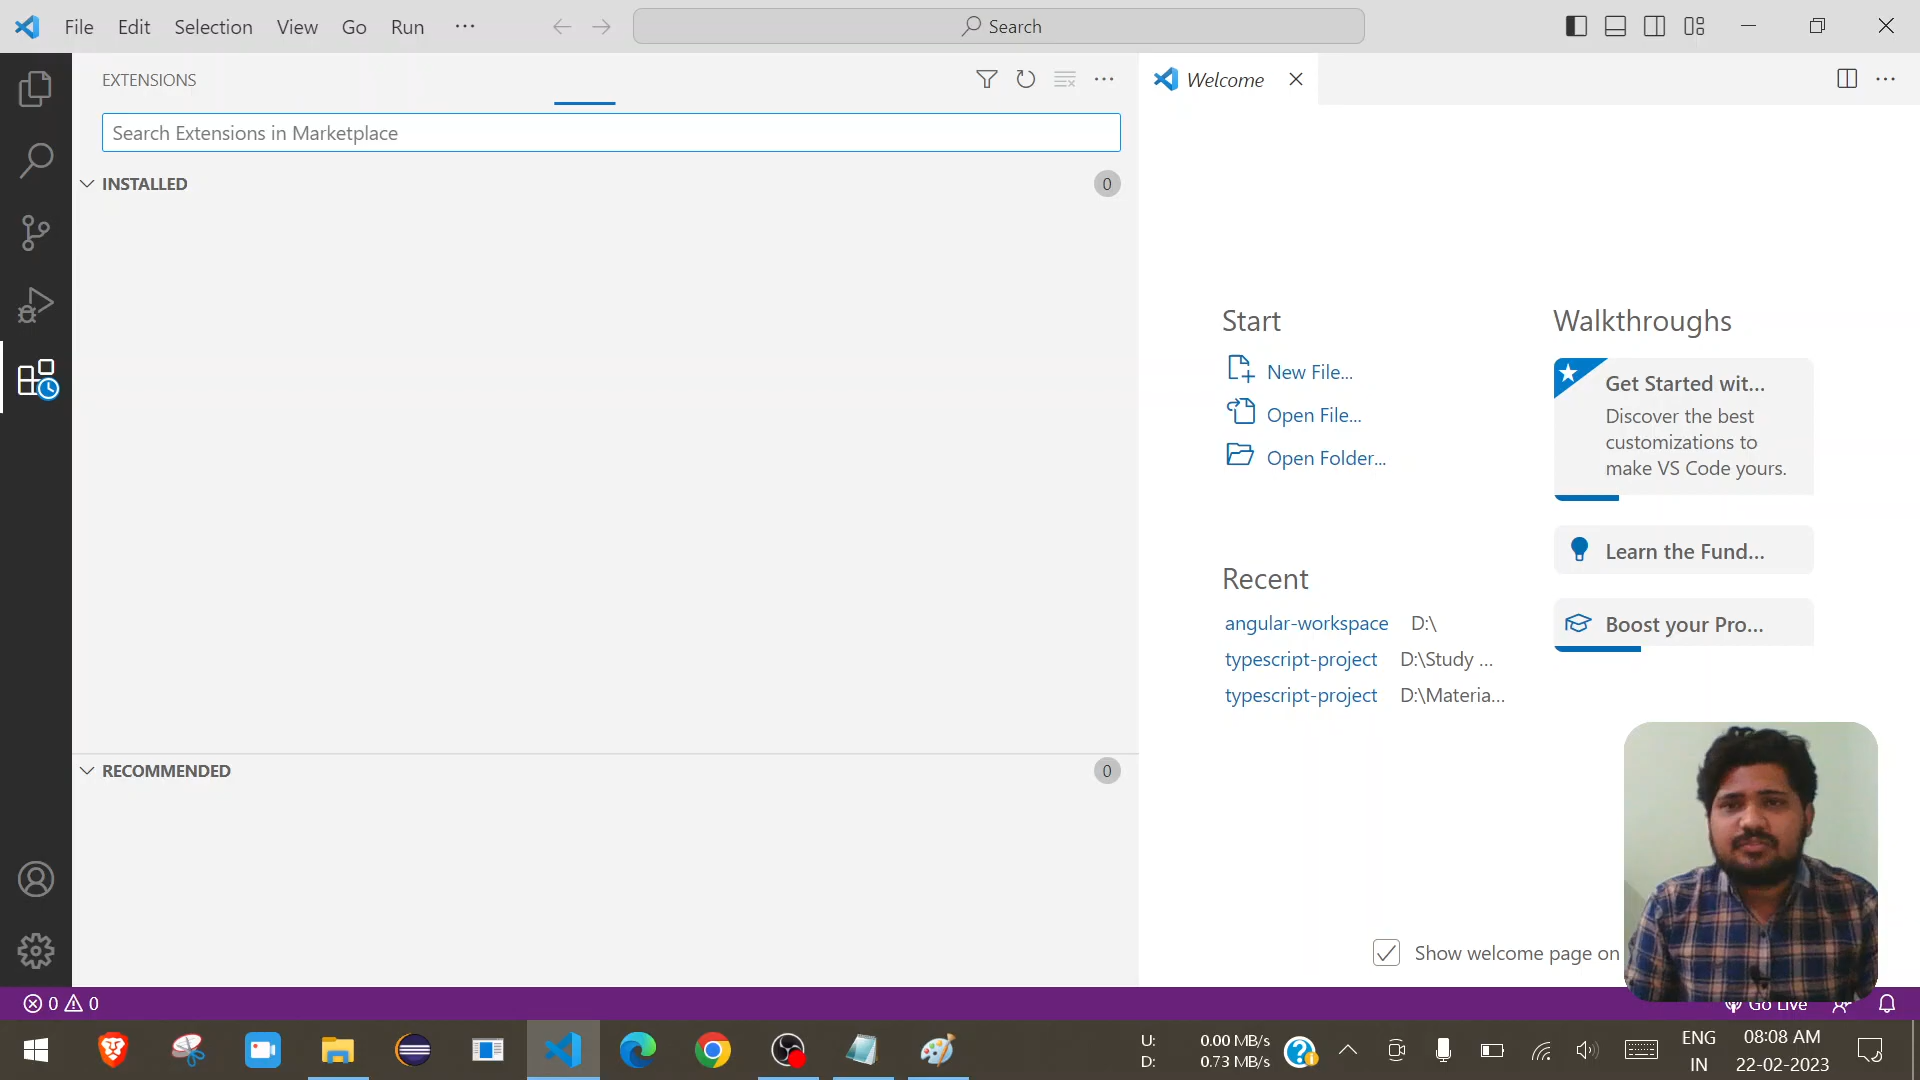 File Edit Selection View Go Run ···
Search
EXTENSIONS
Search Extensions in Marketplace
INSTALLED
0
RECOMMENDED
0
Welcome
Start
New File...
Open File...
Open Folder...
Recent
angular-workspace D:\
typescript-project D:\Study ...
typescript-project D:\Materia...
Walkthroughs
Get Started wit...
Discover the best
customizations to
make VS Code yours.
Learn the Fund...
Boost your Pro...
Show welcome page on
0 0
Go Live
U: 0.00 MB/s
D: 0.73 MB/s
ENG
IN
08:08 AM
22-02-2023